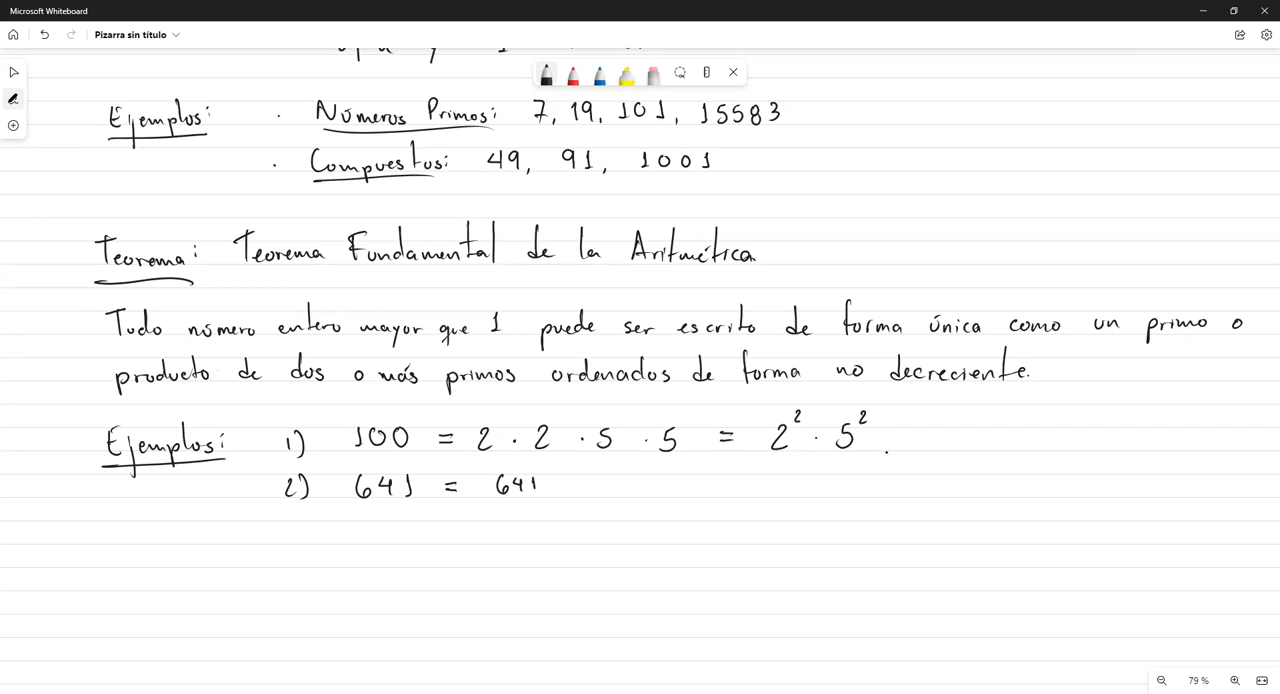 Microsoft Whiteboard
Pizarra sin título
Ejemplos: · Números Primos: 7, 19, 101, 15583
· Compuestos: 49, 91, 1001
Teorema: Teorema Fundamental de la Aritmética
Todo número entero mayor que 1 puede ser escrito de forma única como un primo o
producto de dos o más primos ordenados de forma no decreciente.
Ejemplos: 1) 100 = 2 · 2 · 5 · 5 = 2² · 5².
2) 641 = 641
79 %